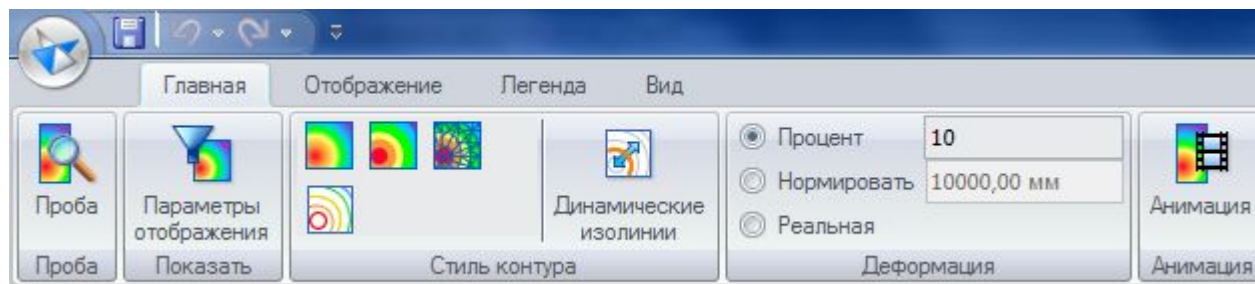 Главная Отображение Легенда Вид
Проба
Параметры
отображения
Динамические
изолинии
Процент 10
Нормировать 10000,00 мм
Реальная
Анимация
Проба Показать Стиль контура Деформация Анимация